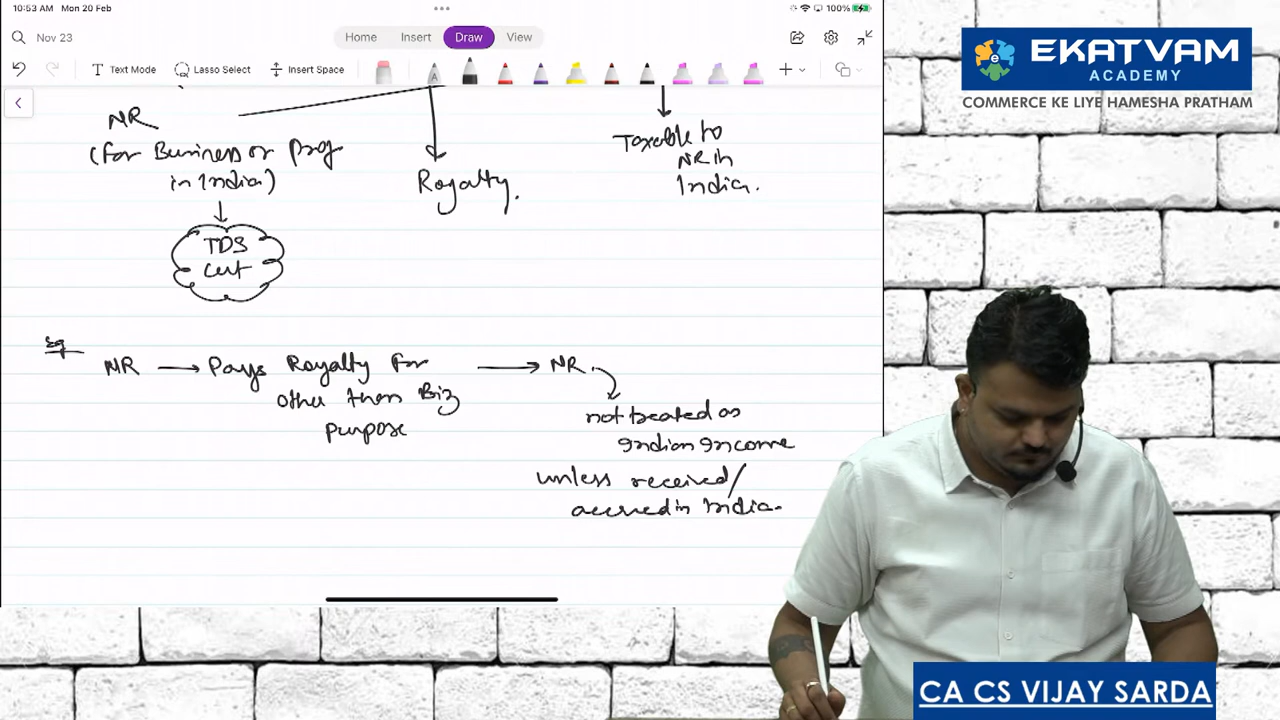 10:53 AM Mon 20 Feb
100%
Nov 23
Home Insert Draw View
Text Mode Lasso Select Insert Space
A
NR
(for Business or Prof
in India)
TDS
Cert
Royalty.
Taxable to
NR in
India.
Eg
NR → Pays Royalty for → NR
other than Biz
purpose
not treated as
Indian Income
unless received/
accrued in India.
EKATVAM
ACADEMY
COMMERCE KE LIYE HAMESHA PRATHAM
CA CS VIJAY SARDA